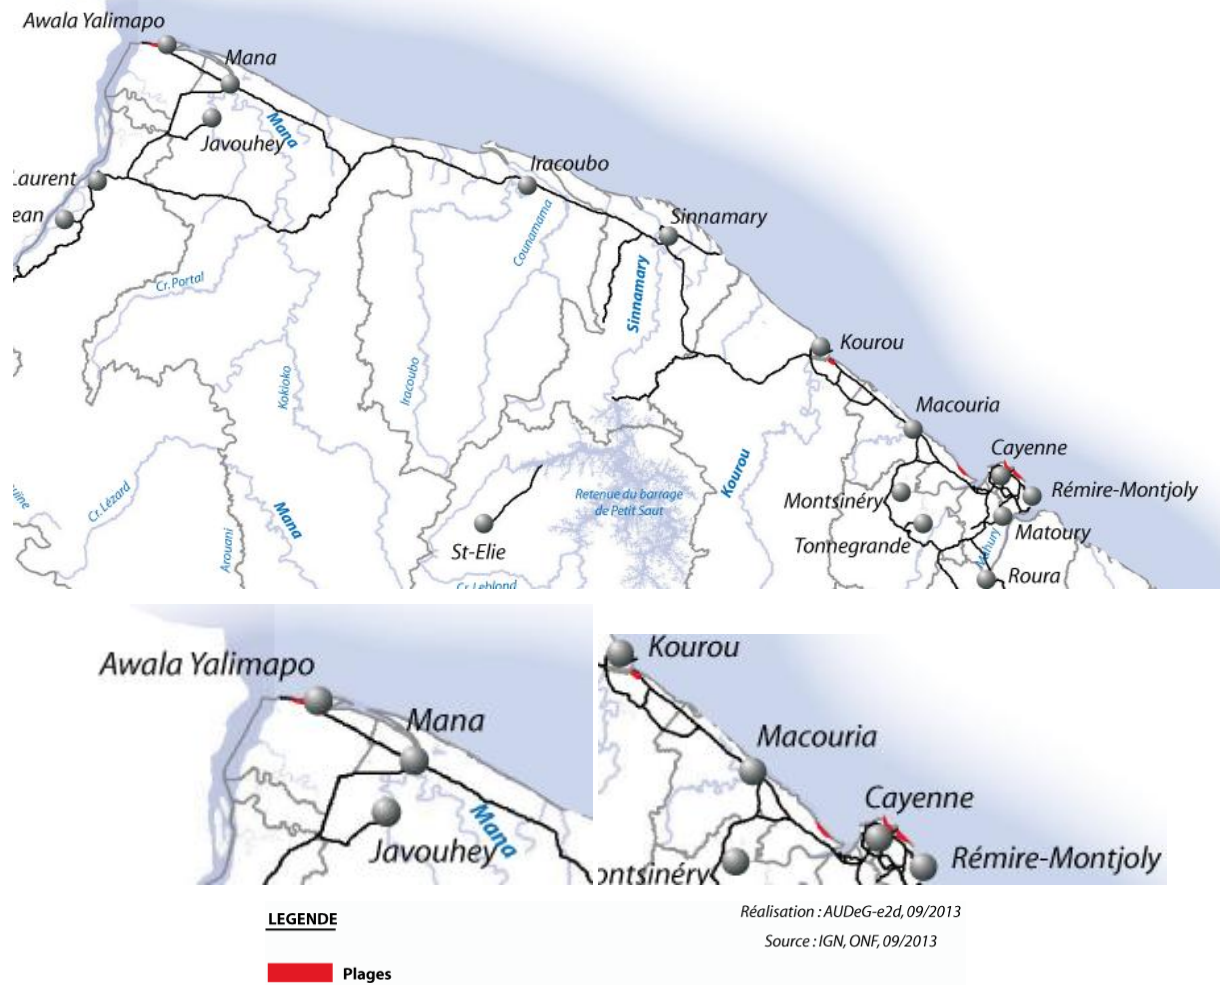 Awala Yalimapo
Mana
Mana
Javouhey
Laurent
ean
Iracoubo
Sinnamary
Counamama
Sinnamary
Cr. Portal
Kokioko
Iracoubo
Kourou
Macouria
Cayenne
Rémire-Montjoly
Kourou
Montsinéry
Matoury
Tonnegrande
Mahury
Roura
Cr. Lézard
Mana
Arouani
Retenue du barrage
de Petit Saut
St-Elie
Cr. Leblond
Awala Yalimapo
Mana
Mana
Javouhey
Kourou
Macouria
Cayenne
Rémire-Montjoly
ontsinéry
LEGENDE
Plages
Réalisation : AUDeG-e2d, 09/2013
Source : IGN, ONF, 09/2013